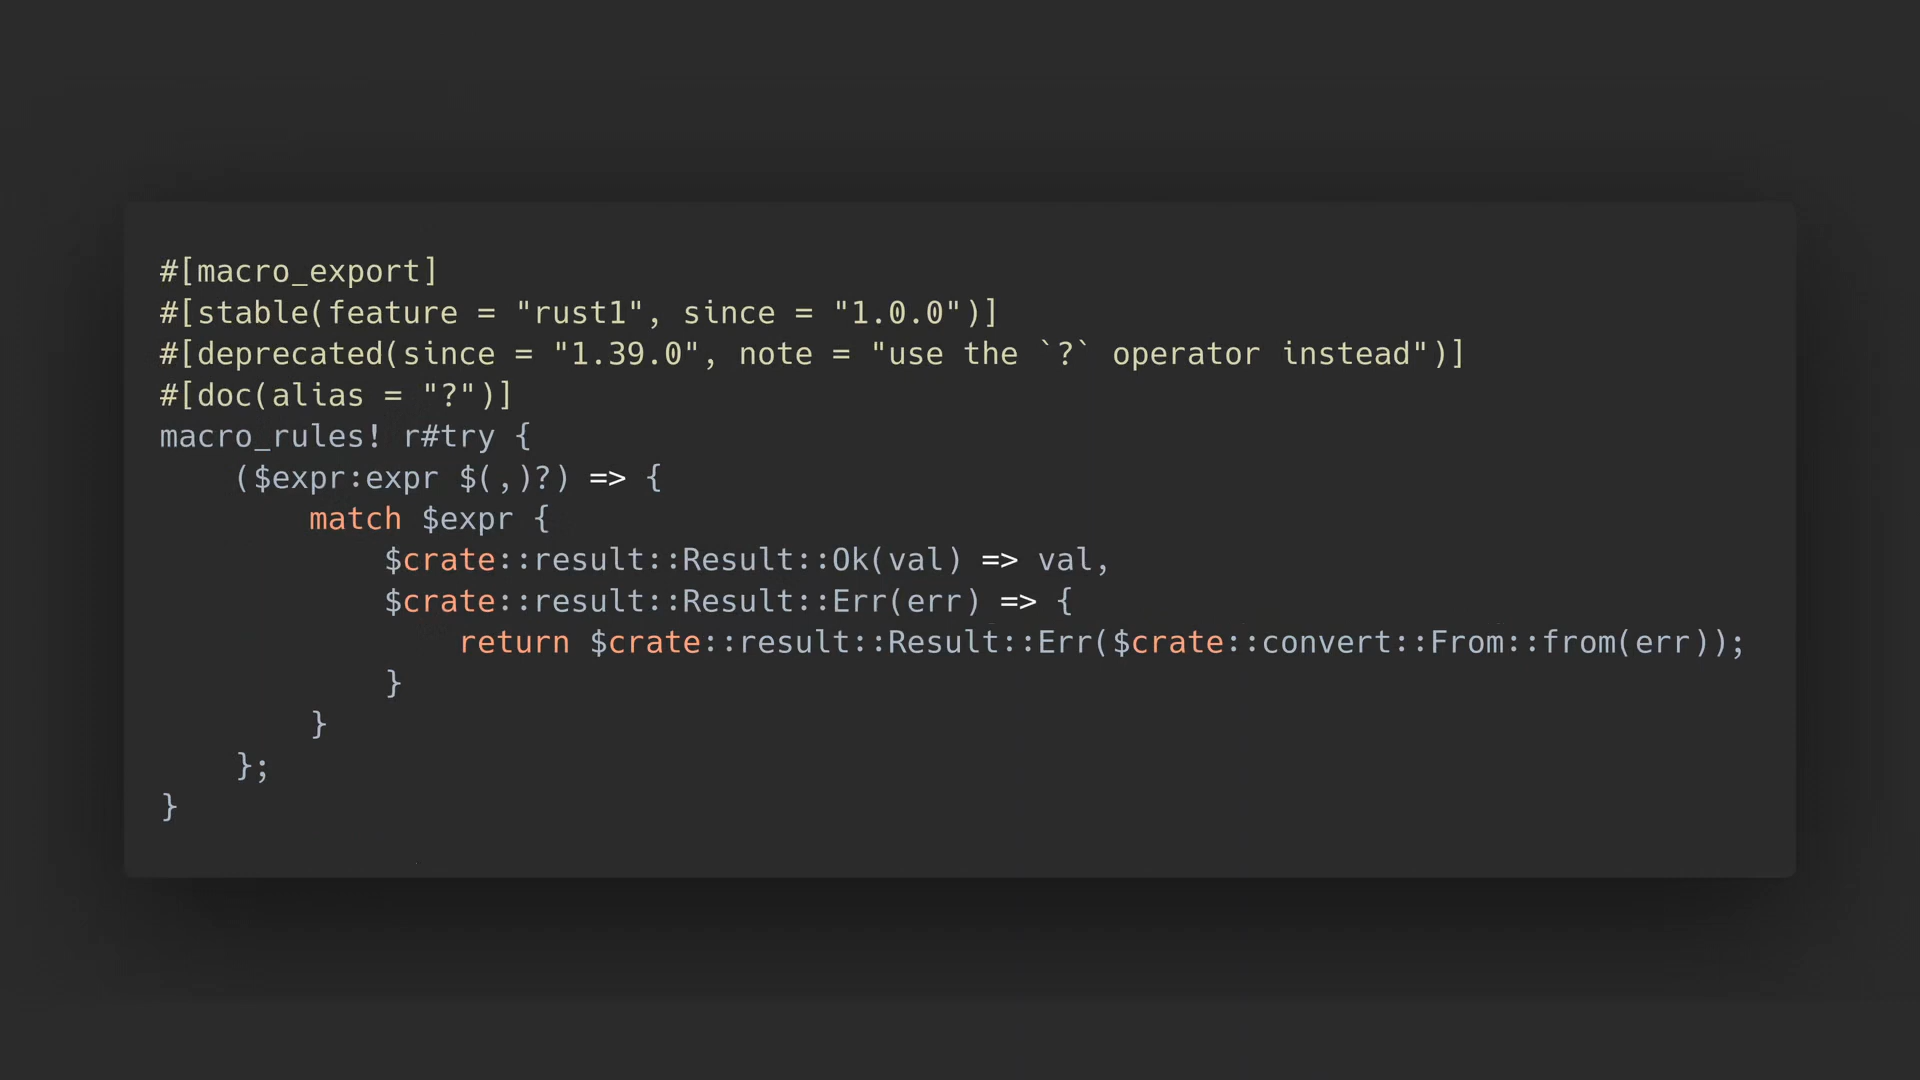 #[macro_export]
#[stable(feature = "rust1", since = "1.0.0")]
#[deprecated(since = "1.39.0", note = "use the `?` operator instead")]
#[doc(alias = "?")]
macro_rules! r#try {
    ($expr:expr $(,)?) => {
        match $expr {
            $crate::result::Result::Ok(val) => val,
            $crate::result::Result::Err(err) => {
                return $crate::result::Result::Err($crate::convert::From::from(err));
            }
        }
    };
}